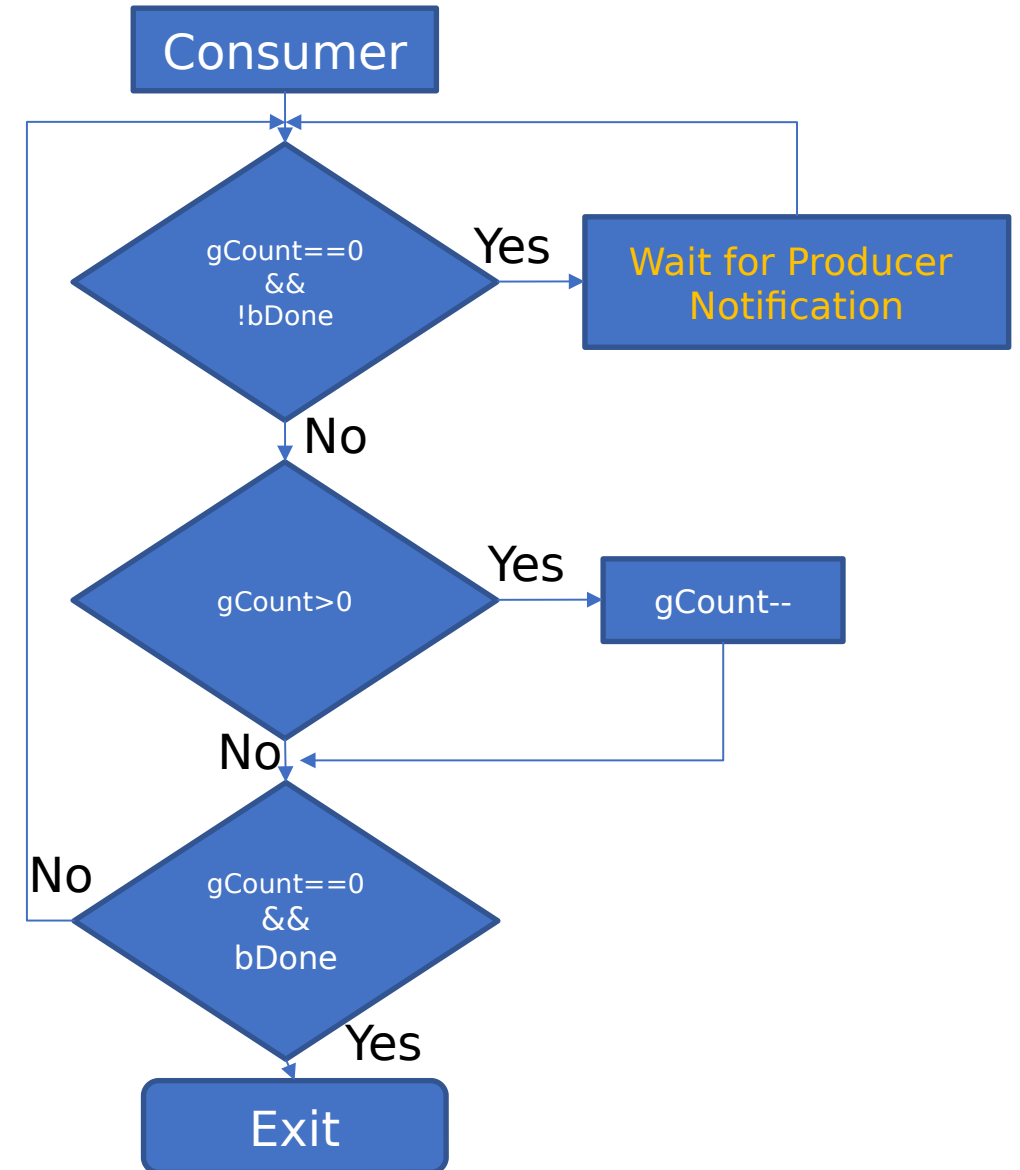 Consumer
gCount==0
&&
!bDone
Yes
Wait for Producer
Notification
No
gCount>0
Yes
gCount--
No
gCount==0
&&
bDone
No
Yes
Exit